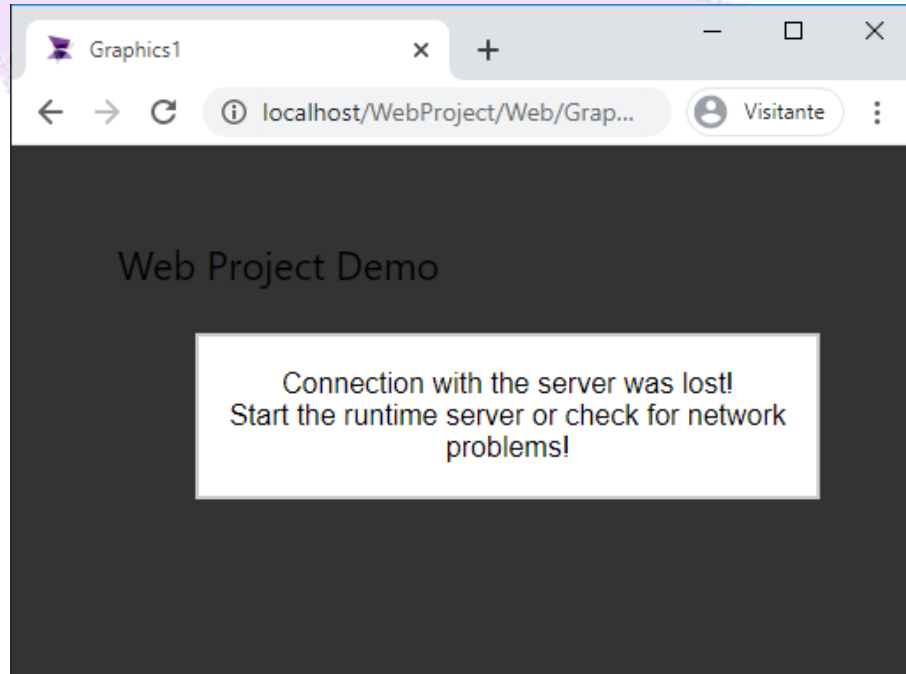 Graphics1
localhost/WebProject/Web/Grap...
Visitante
Web Project Demo
Connection with the server was lost!
Start the runtime server or check for network
problems!